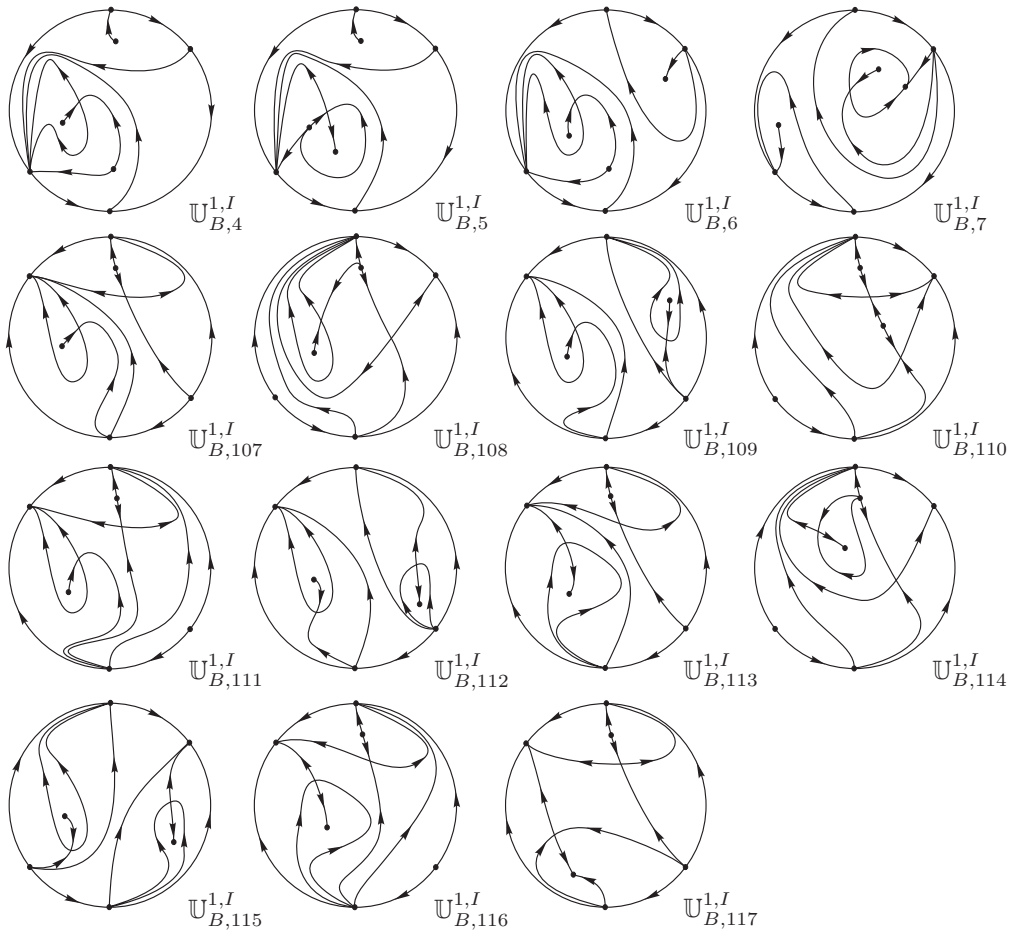 𝕌^{1,I}_{B,4} 𝕌^{1,I}_{B,5} 𝕌^{1,I}_{B,6} 𝕌^{1,I}_{B,7}
𝕌^{1,I}_{B,107} 𝕌^{1,I}_{B,108} 𝕌^{1,I}_{B,109} 𝕌^{1,I}_{B,110}
𝕌^{1,I}_{B,111} 𝕌^{1,I}_{B,112} 𝕌^{1,I}_{B,113} 𝕌^{1,I}_{B,114}
𝕌^{1,I}_{B,115} 𝕌^{1,I}_{B,116} 𝕌^{1,I}_{B,117}